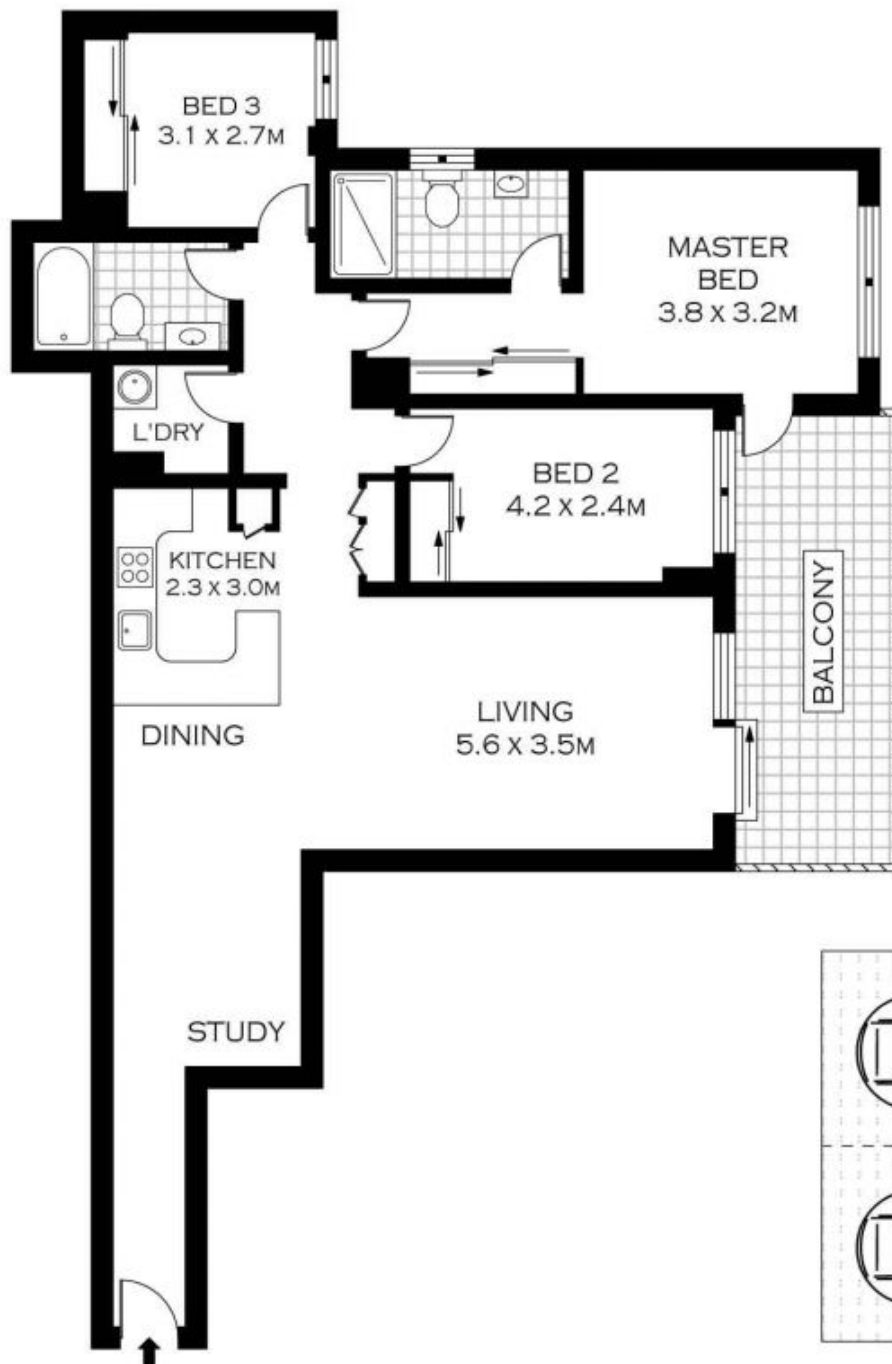 BED 3
3.1 X 2.7M
MASTER
BED
3.8 X 3.2M
L'DRY
BED 2
4.2 X 2.4M
KITCHEN
2.3 X 3.0M
BALCONY
DINING
LIVING
5.6 X 3.5M
STUDY